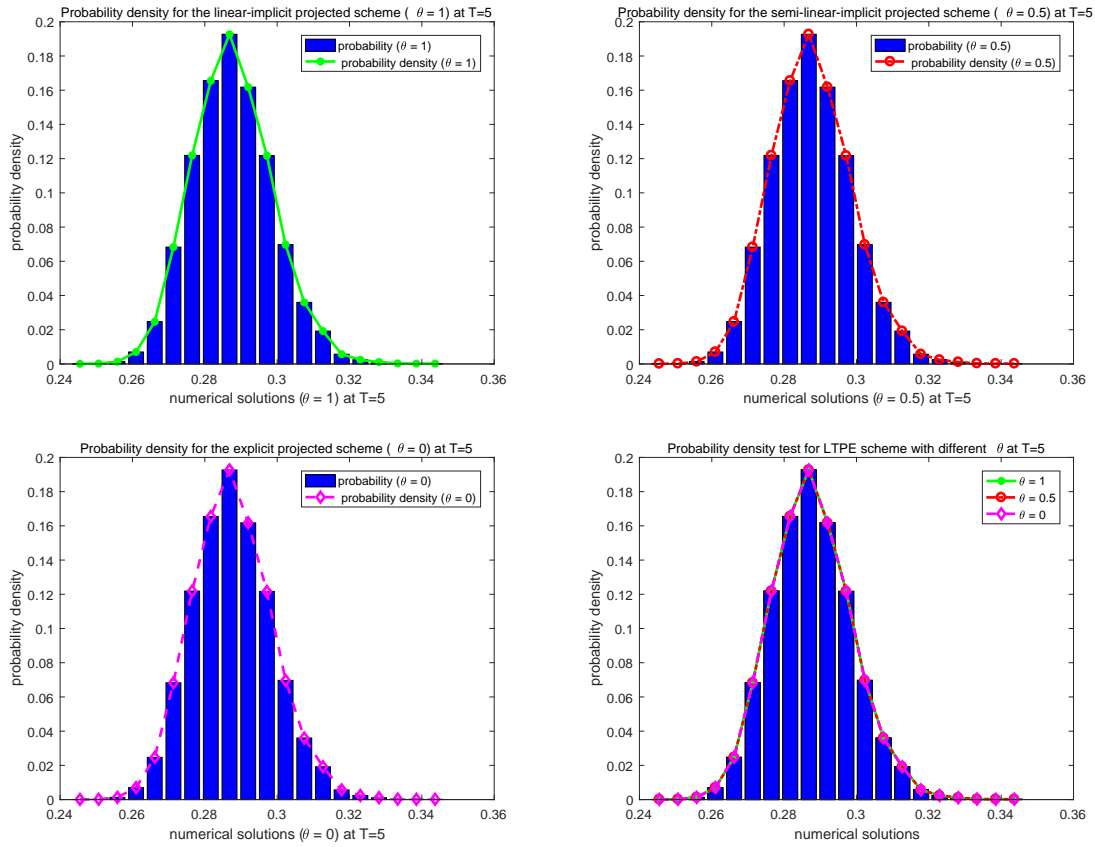 Probability density for the linear-implicit projected scheme ( θ = 1) at T=5
0.2
0.18
0.16
0.14
0.12
0.1
0.08
0.06
0.04
0.02
0
probability density
probability (θ = 1)
probability density (θ = 1)
0.24 0.26 0.28 0.3 0.32 0.34 0.36
numerical solutions (θ = 1) at T=5
Probability density for the semi-linear-implicit projected scheme ( θ = 0.5) at T=5
0.2
0.18
0.16
0.14
0.12
0.1
0.08
0.06
0.04
0.02
0
probability density
probability (θ = 0.5)
probability density (θ = 0.5)
0.24 0.26 0.28 0.3 0.32 0.34 0.36
numerical solutions (θ = 0.5) at T=5
Probability density for the explicit projected scheme ( θ = 0) at T=5
0.2
0.18
0.16
0.14
0.12
0.1
0.08
0.06
0.04
0.02
0
probability density
probability (θ = 0)
probability density (θ = 0)
0.24 0.26 0.28 0.3 0.32 0.34 0.36
numerical solutions (θ = 0) at T=5
Probability density test for LTPE scheme with different θ at T=5
0.2
0.18
0.16
0.14
0.12
0.1
0.08
0.06
0.04
0.02
0
probability density
θ = 1
θ = 0.5
θ = 0
0.24 0.26 0.28 0.3 0.32 0.34 0.36
numerical solutions